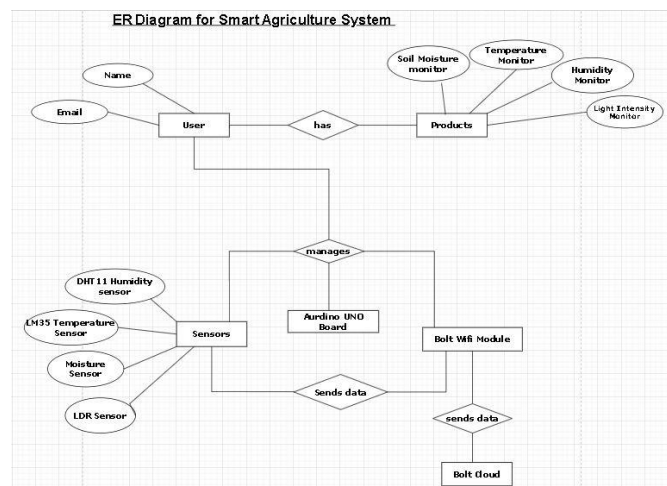 ER Diagram for Smart Agriculture System
Name
Email
User
has
Products
Soil Moisture
monitor
Temperature
Monitor
Humidity
Monitor
Light Intensity
Monitor
manages
DHT11 Humidity
sensor
LM35 Temperature
Sensor
Moisture
Sensor
LDR Sensor
Sensors
Aurdino UNO
Board
Bolt Wifi Module
Sends data
sends data
Bolt Cloud